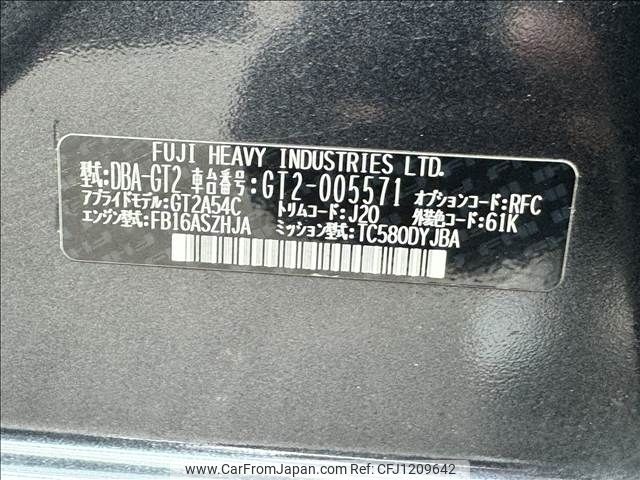 FUJI HEAVY INDUSTRIES LTD.
型式:DBA-GT2 車台番号:GT2-005571 オプションコード:RFC
アプライドモデル:GT2A54C トリムコード:J20 外装色コード:61K
エンジン型式:FB16ASZHJA ミッション型式:TC580DYJBA
www.CarFromJapan.com - Photo ID: CFJ1209642